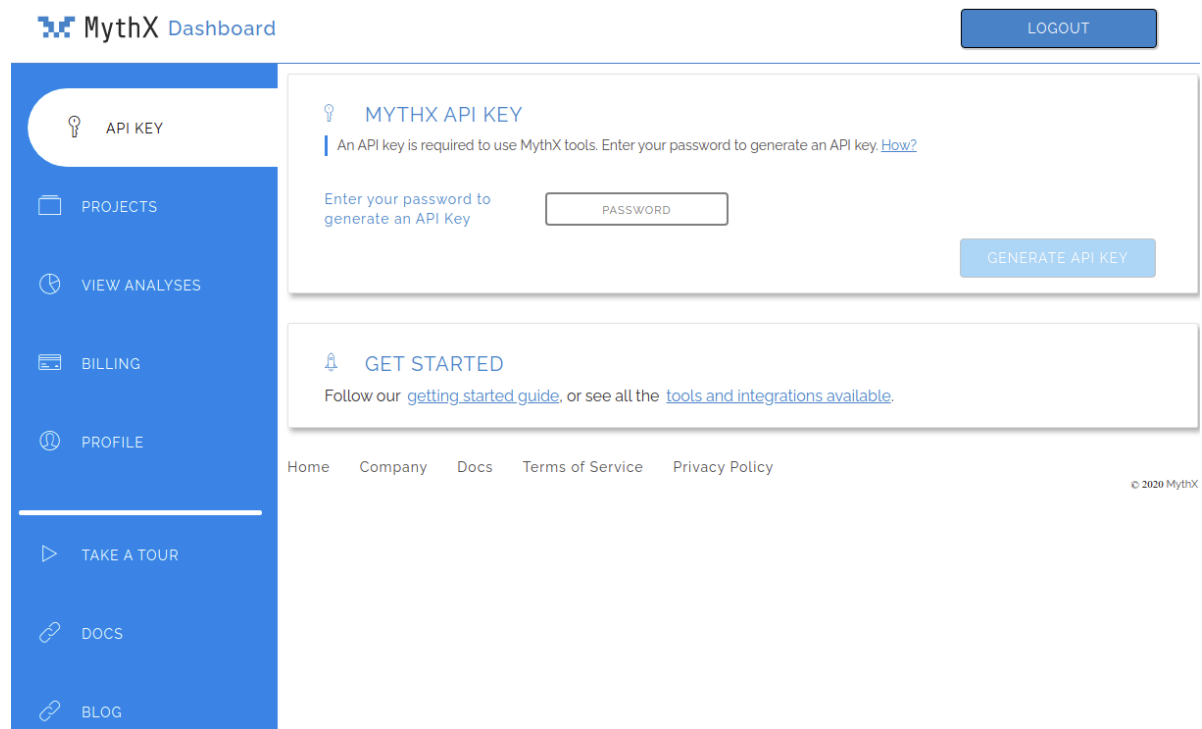 MythX Dashboard
LOGOUT
API KEY
PROJECTS
VIEW ANALYSES
BILLING
PROFILE
TAKE A TOUR
DOCS
BLOG
MYTHX API KEY
An API key is required to use MythX tools. Enter your password to generate an API key. How?
Enter your password to
generate an API Key
PASSWORD
GENERATE API KEY
GET STARTED
Follow our getting started guide, or see all the tools and integrations available.
Home Company Docs Terms of Service Privacy Policy
© 2020 MythX